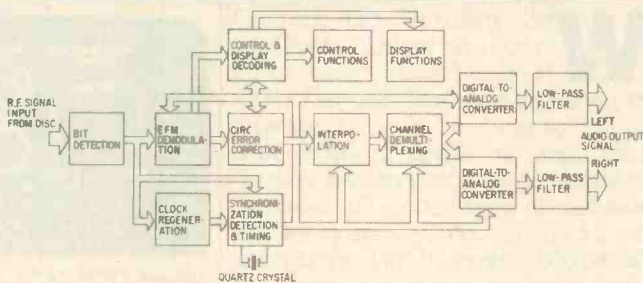 CONTROL &
DISPLAY
DECODING
CONTROL
FUNCTIONS
DISPLAY
FUNCTIONS
R.F. SIGNAL
INPUT
FROM DISC
BIT
DETECTION
EFM
DEMODULA-
TION
CIRC
ERROR
CORRECTION
INTERPO-
LATION
CHANNEL
DEMULTI-
PLEXING
DIGITAL TO-
ANALOG
CONVERTER
LOW-PASS
FILTER
LEFT
AUDIO OUTPUT
SIGNAL
RIGHT
DIGITAL-TO-
ANALOG
CONVERTER
LOW-PASS
FILTER
CLOCK
REGENER-
ATION
SYNCHRONI-
ZATION
DETECTION
& TIMING
QUARTZ CRYSTAL